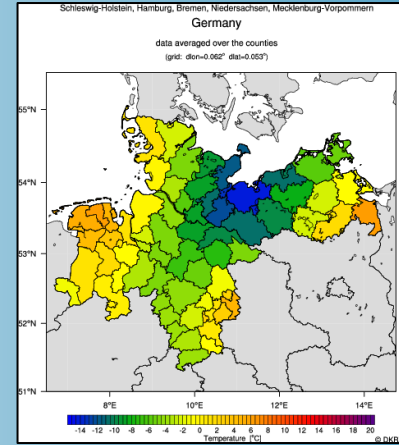 Schleswig-Holstein, Hamburg, Bremen, Niedersachsen, Mecklenburg-Vorpommern
Germany
data averaged over the counties
(grid: dlon=0.062° dlat=0.053°)
55°N
54°N
53°N
52°N
51°N
8°E 10°E 12°E 14°E
-14 -12 -10 -8 -6 -4 -2 0 2 4 6 8 10 12 14 16 18 20
Temperature [°C]
© DKR